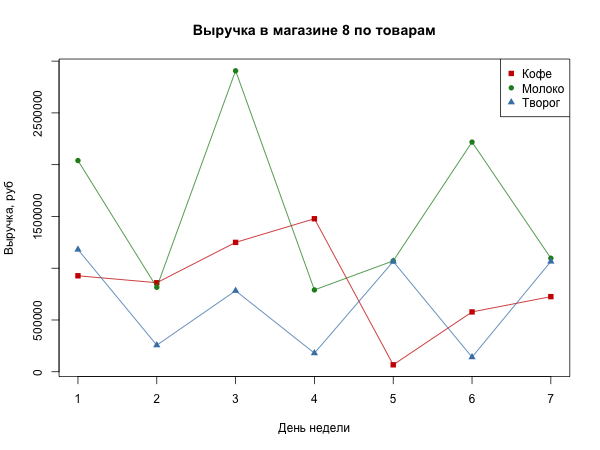 Выручка в магазине 8 по товарам
Кофе
Молоко
Творог
Выручка, руб
2500000
1500000
500000
0
1 2 3 4 5 6 7
День недели